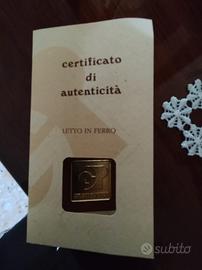 certificato
di
autenticità
LETTO IN FERRO
subito